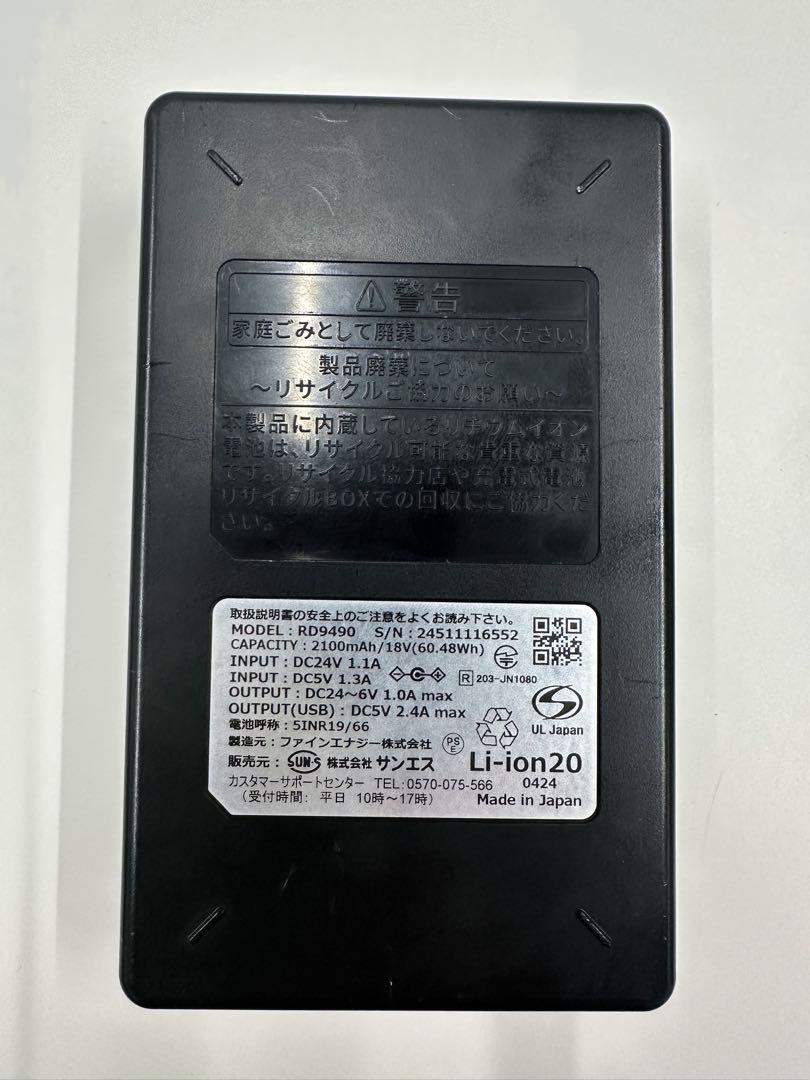 ⚠警告
家庭ごみとして廃棄しないでください。
製品廃棄について
～リサイクルご協力のお願い～
本製品に内蔵しているリチウムイオン
電池は、リサイクル可能な貴重な資源
です。リサイクル協力店や充電式電池
リサイクルBOXでの回収にご協力くだ
さい。
取扱説明書の安全上のご注意をよくお読み下さい。
MODEL : RD9490 S/N : 24511116552
CAPACITY : 2100mAh/18V(60.48Wh)
INPUT : DC24V 1.1A
INPUT : DC5V 1.3A
R 203-JN1080
OUTPUT : DC24～6V 1.0A max
OUTPUT(USB) : DC5V 2.4A max
UL Japan
電池呼称 : 5INR19/66
製造元 : ファインエナジー株式会社
PSE
販売元 : SUN·S 株式会社 サンエス
Li-ion20
カスタマーサポートセンター TEL:0570-075-566
0424
（受付時間: 平日 10時～17時）
Made in Japan